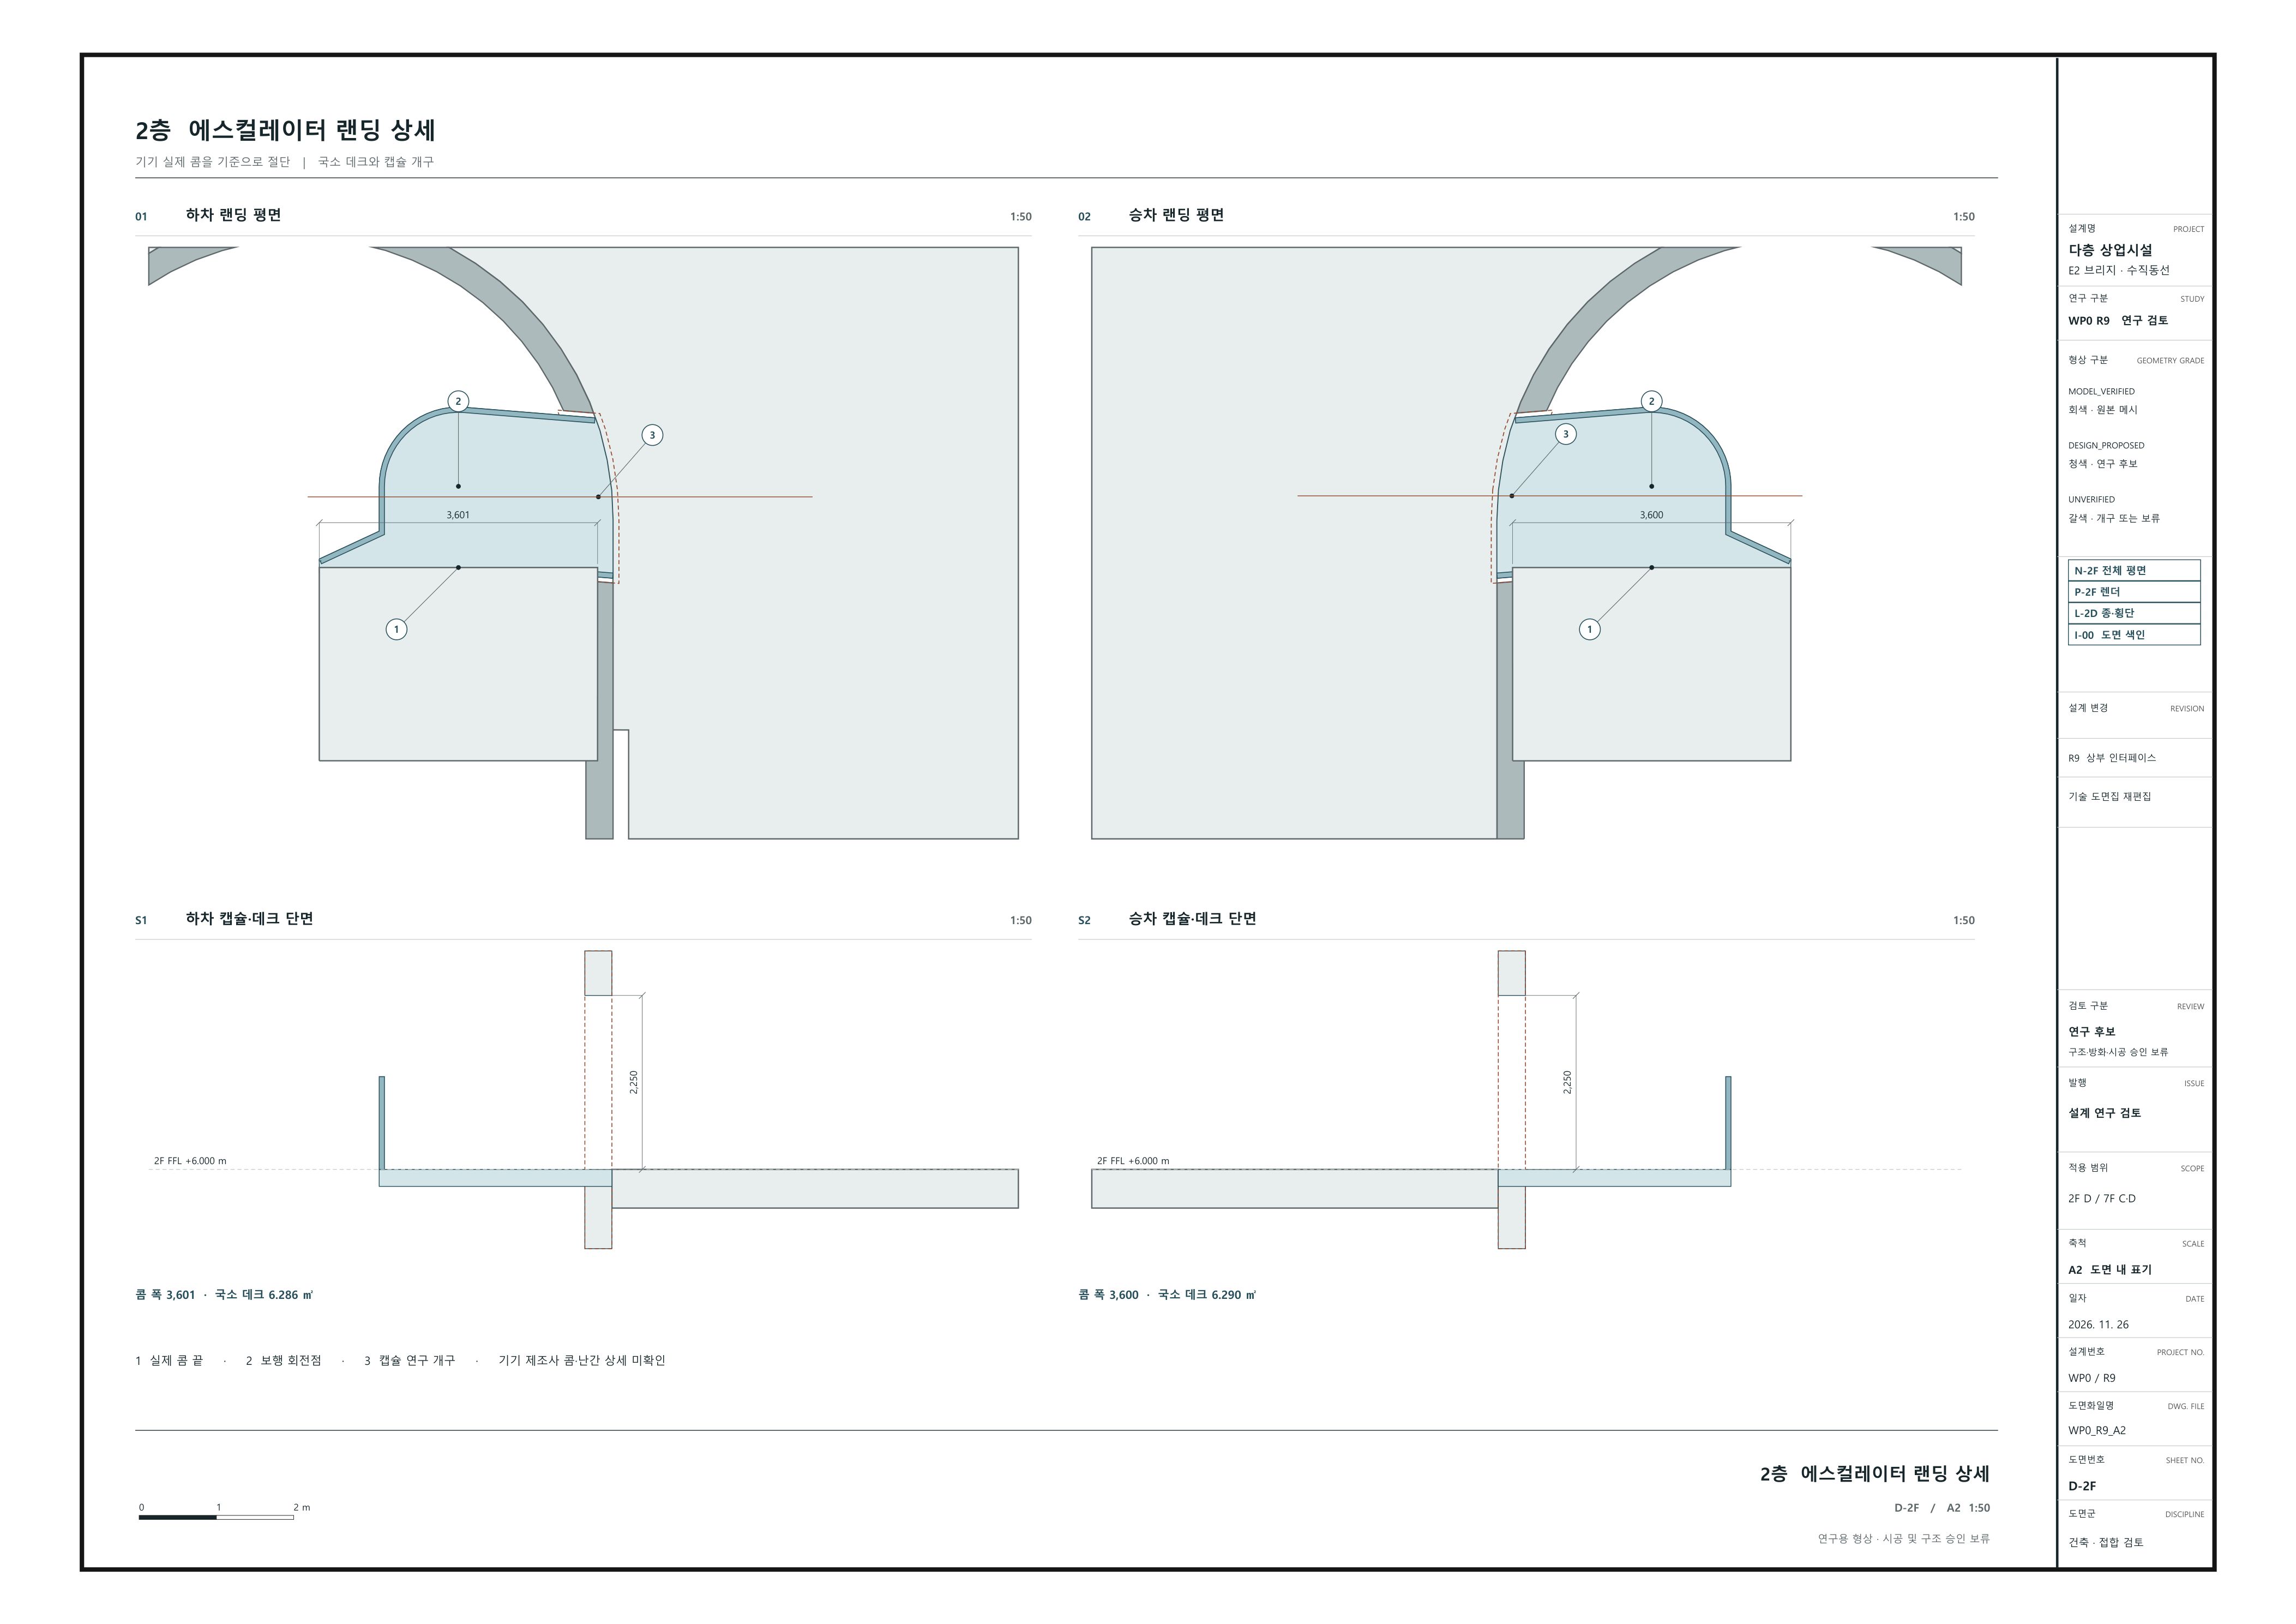 2층 에스컬레이터 랜딩 상세
기기 실제 콤을 기준으로 절단 | 국소 데크와 캡슐 개구
01 하차 랜딩 평면 1:50
2
3
3,601
1
02 승차 랜딩 평면 1:50
2
3
3,600
1
S1 하차 캡슐·데크 단면 1:50
2,250
2F FFL +6.000 m
S2 승차 캡슐·데크 단면 1:50
2,250
2F FFL +6.000 m
콤 폭 3,601 · 국소 데크 6.286 ㎡
콤 폭 3,600 · 국소 데크 6.290 ㎡
1 실제 콤 끝 · 2 보행 회전점 · 3 캡슐 연구 개구 · 기기 제조사 콤·난간 상세 미확인
0 1 2 m
2층 에스컬레이터 랜딩 상세
D-2F / A2 1:50
연구용 형상 · 시공 및 구조 승인 보류
설계명 PROJECT
다층 상업시설
E2 브리지 · 수직동선
연구 구분 STUDY
WP0 R9 연구 검토
형상 구분 GEOMETRY GRADE
MODEL_VERIFIED
회색 · 원본 메시
DESIGN_PROPOSED
청색 · 연구 후보
UNVERIFIED
갈색 · 개구 또는 보류
N-2F 전체 평면
P-2F 렌더
L-2D 종·횡단
I-00 도면 색인
설계 변경 REVISION
R9 상부 인터페이스
기술 도면집 재편집
검토 구분 REVIEW
연구 후보
구조·방화·시공 승인 보류
발행 ISSUE
설계 연구 검토
적용 범위 SCOPE
2F D / 7F C·D
축척 SCALE
A2 도면 내 표기
일자 DATE
2026. 11. 26
설계번호 PROJECT NO.
WP0 / R9
도면화일명 DWG. FILE
WP0_R9_A2
도면번호 SHEET NO.
D-2F
도면군 DISCIPLINE
건축 · 접합 검토